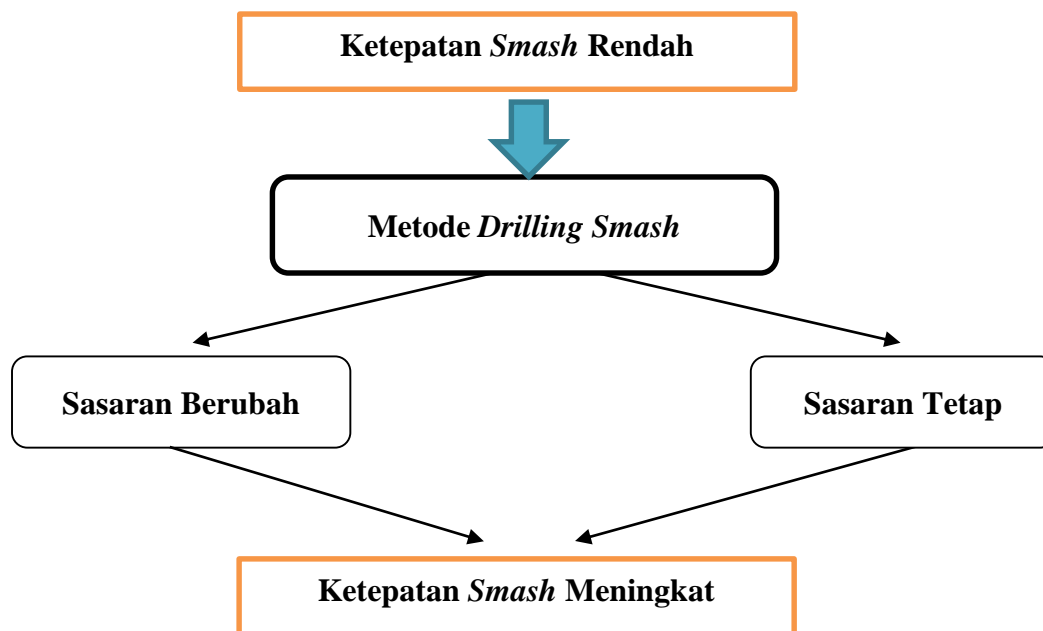 Ketepatan Smash Rendah
Metode Drilling Smash
Sasaran Berubah
Sasaran Tetap
Ketepatan Smash Meningkat